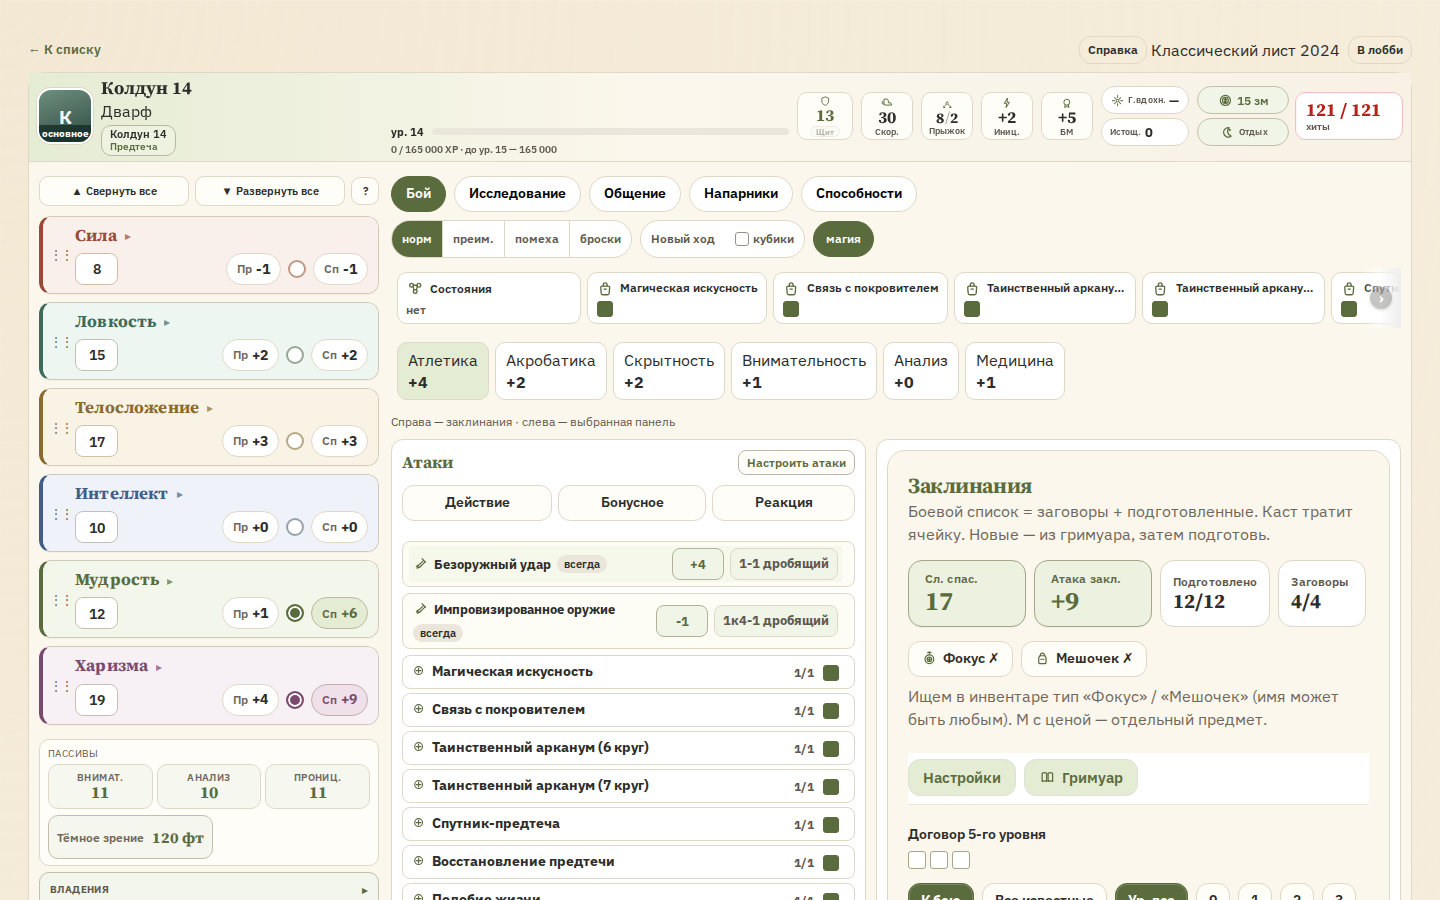 ← К списку
Справка Классический лист 2024 В лобби
К
основное
Колдун 14
Дварф
Колдун 14
Предтеча
ур. 14
0 / 165 000 XP · до ур. 15 — 165 000
13
Щит
30
Скор.
8/2
Прыжок
+2
Иниц.
+5
БМ
Г.вдохн. —
Истощ. 0
15 зм
Отдых
121 / 121
хиты
▲ Свернуть все ▼ Развернуть все ?
Сила ▸
8 Пр -1 Сп -1
Ловкость ▸
15 Пр +2 Сп +2
Телосложение ▸
17 Пр +3 Сп +3
Интеллект ▸
10 Пр +0 Сп +0
Мудрость ▸
12 Пр +1 Сп +6
Харизма ▸
19 Пр +4 Сп +9
ПАССИВЫ
ВНИМАТ. АНАЛИЗ ПРОНИЦ.
11 10 11
Тёмное зрение 120 фт
ВЛАДЕНИЯ ▸
Бой Исследование Общение Напарники Способности
норм преим. помеха броски Новый ход кубики магия
Состояния
нет
Магическая искусность
Связь с покровителем
Таинственный аркану...
Таинственный аркану...
Атлетика Акробатика Скрытность Внимательность Анализ Медицина
+4 +2 +2 +1 +0 +1
Справа — заклинания · слева — выбранная панель
Атаки Настроить атаки
Действие Бонусное Реакция
Безоружный удар всегда +4 1-1 дробящий
Импровизированное оружие
всегда
-1 1к4-1 дробящий
Магическая искусность 1/1
Связь с покровителем 1/1
Таинственный арканум (6 круг) 1/1
Таинственный арканум (7 круг) 1/1
Спутник-предтеча 1/1
Восстановление предтечи 1/1
Подобие жизни 1/1
Заклинания
Боевой список = заговоры + подготовленные. Каст тратит
ячейку. Новые — из гримуара, затем подготовь.
Сл. спас.
17
Атака закл.
+9
Подготовлено
12/12
Заговоры
4/4
Фокус ✗ Мешочек ✗
Ищем в инвентаре тип «Фокус» / «Мешочек» (имя может
быть любым). М с ценой — отдельный предмет.
Настройки Гримуар
Договор 5-го уровня
К бою Все известные Ур. все 0 1 2 3